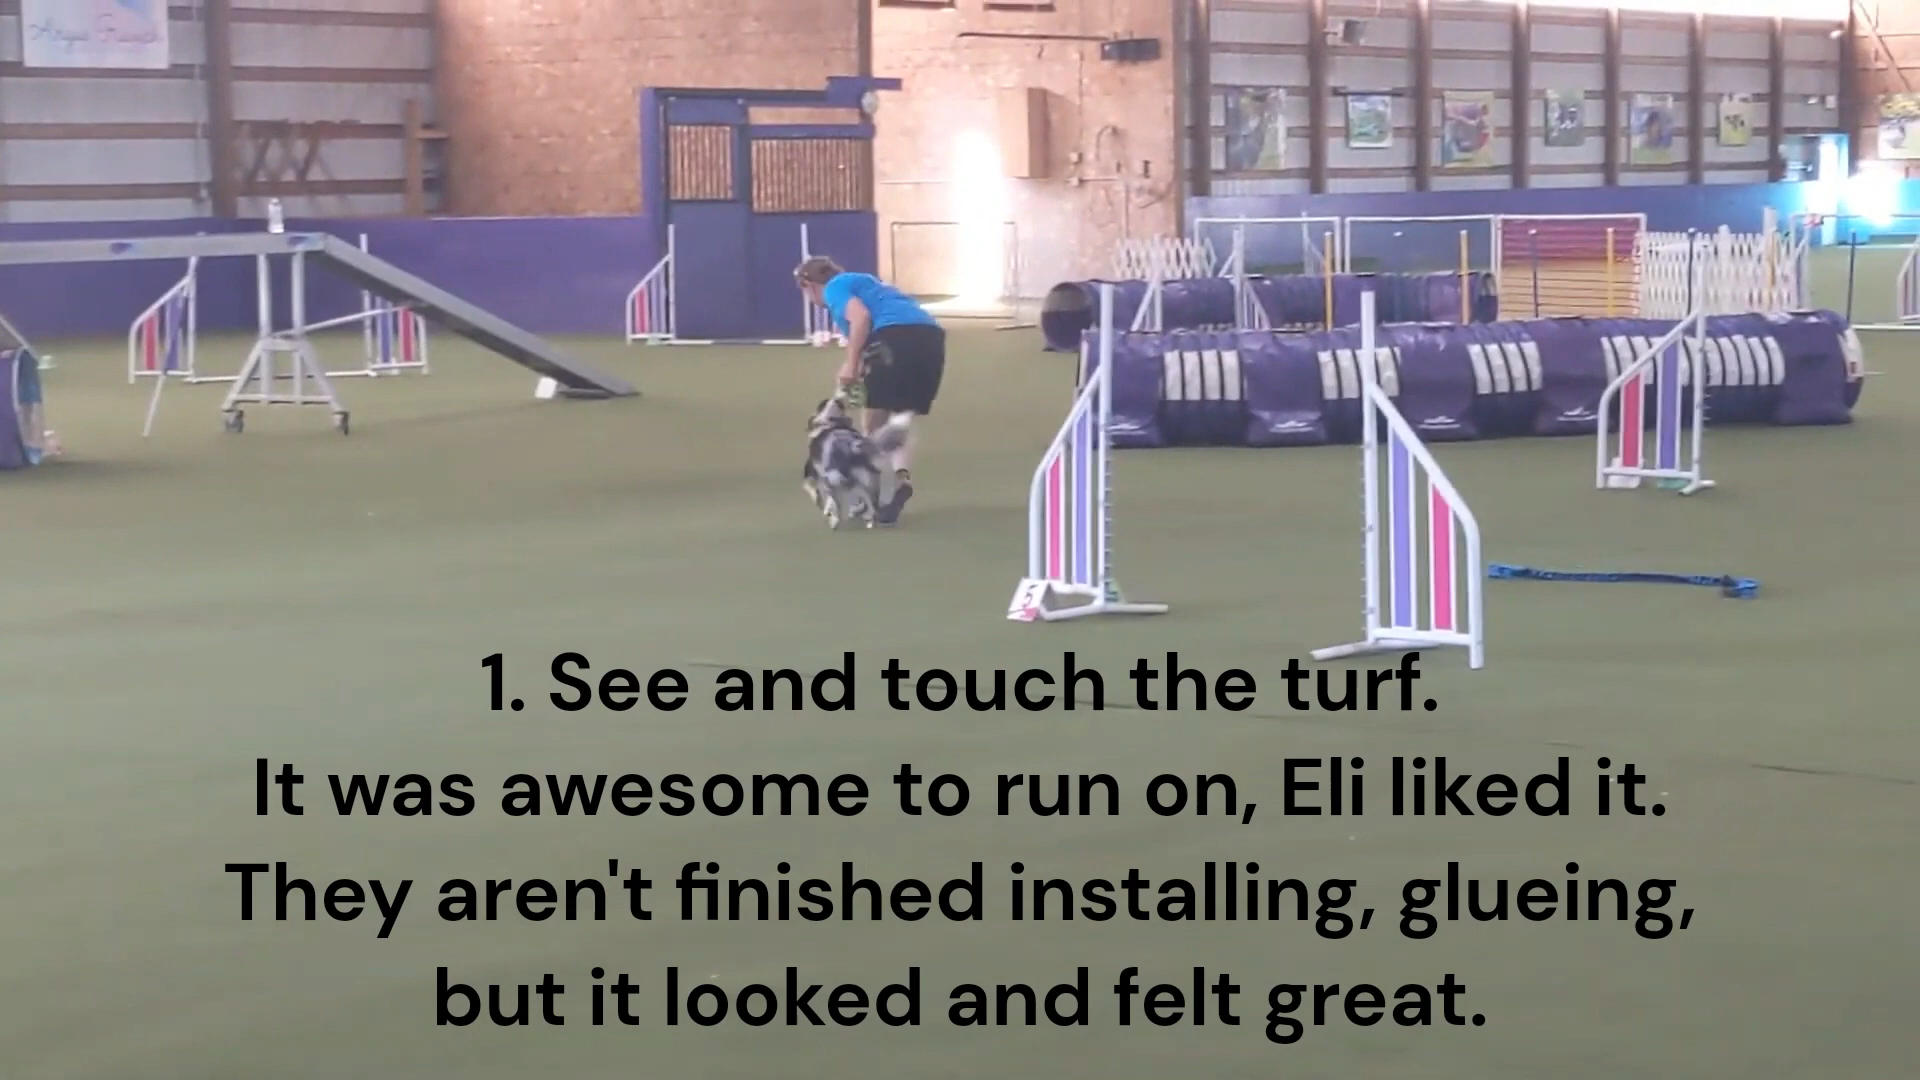 5
1. See and touch the turf.
It was awesome to run on, Eli liked it.
They aren't finished installing, glueing,
but it looked and felt great.